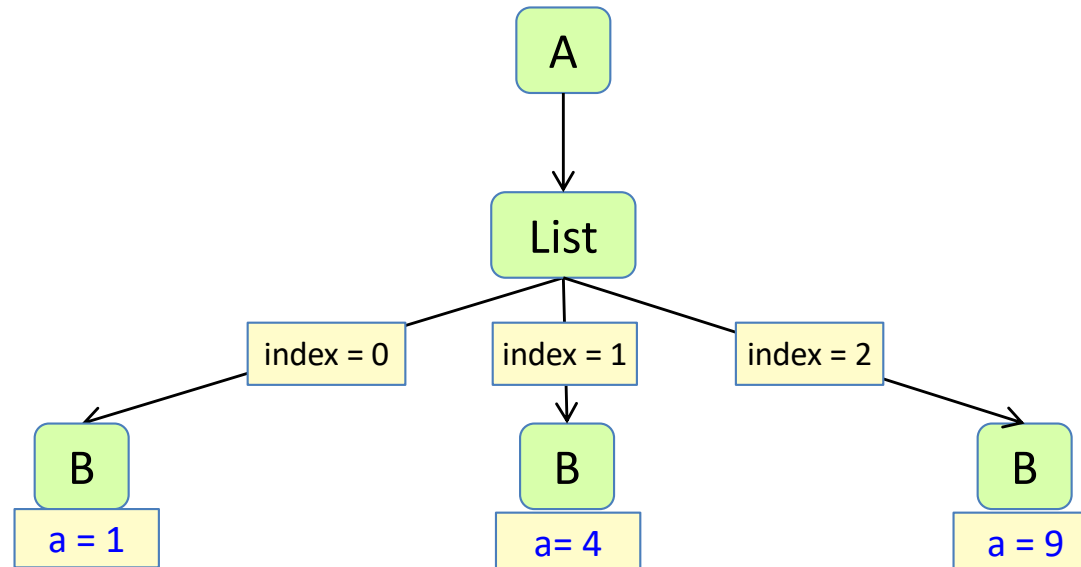 A
List
index = 0
index = 1
index = 2
B
B
B
a = 1
a= 4
a = 9